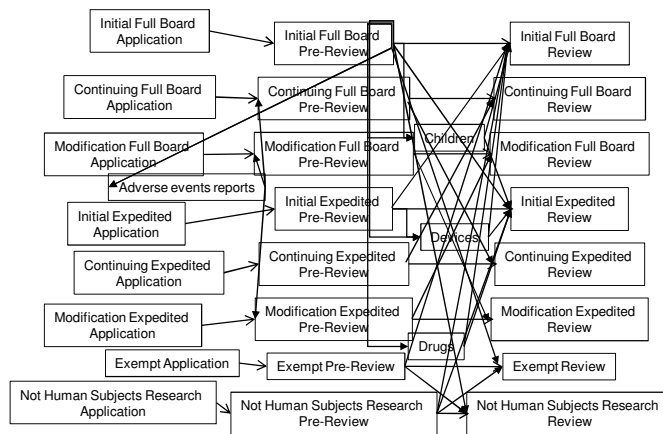 Initial Full Board
Application
Initial Full Board
Pre-Review
Initial Full Board
Review
Continuing Full Board
Application
Continuing Full Board
Pre-Review
Continuing Full Board
Review
Modification Full Board
Application
Modification Full Board
Pre-Review
Children
Modification Full Board
Review
Adverse events reports
Initial Expedited
Application
Initial Expedited
Pre-Review
Devices
Initial Expedited
Review
Continuing Expedited
Application
Continuing Expedited
Pre-Review
Continuing Expedited
Review
Modification Expedited
Application
Modification Expedited
Pre-Review
Modification Expedited
Review
Drugs
Exempt Application
Exempt Pre-Review
Exempt Review
Not Human Subjects Research
Application
Not Human Subjects Research
Pre-Review
Not Human Subjects Research
Review